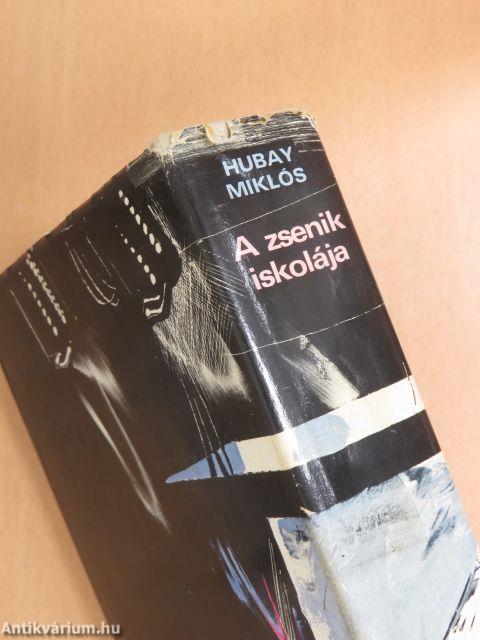 HUBAY
MIKLÓS
A zsenik
iskolája
Antikvárium.hu